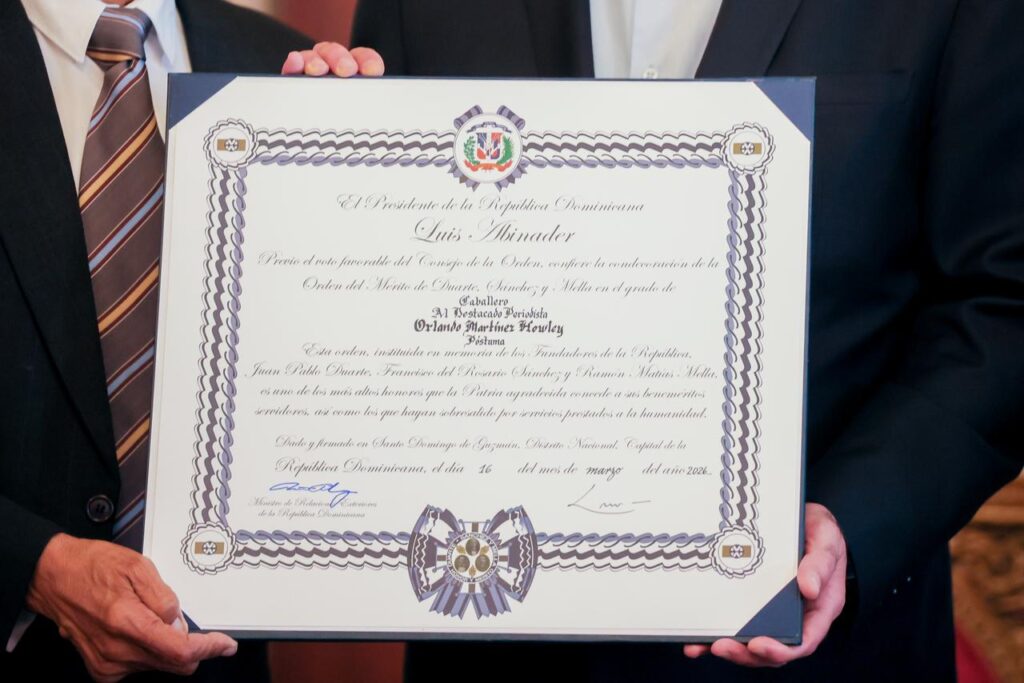 El Presidente de la República Dominicana
Luis Abinader
Previo el voto favorable del Consejo de la Orden, confiere la condecoración de la
Orden del Mérito de Duarte, Sánchez y Mella en el grado de
Caballero
Al Destacado Periodista
Orlando Martínez Howley
Póstuma
Esta orden, instituida en memoria de los Fundadores de la República,
Juan Pablo Duarte, Francisco del Rosario Sánchez y Ramón Matías Mella,
es uno de los más altos honores que la Patria agradecida concede a sus beneméritos
servidores, así como los que hayan sobresalido por servicios prestados a la humanidad.
Dado y firmado en Santo Domingo de Guzmán, Distrito Nacional, Capital de la
República Dominicana, el día 16 del mes de marzo del año 2026.
Ministro de Relaciones Exteriores
de la República Dominicana